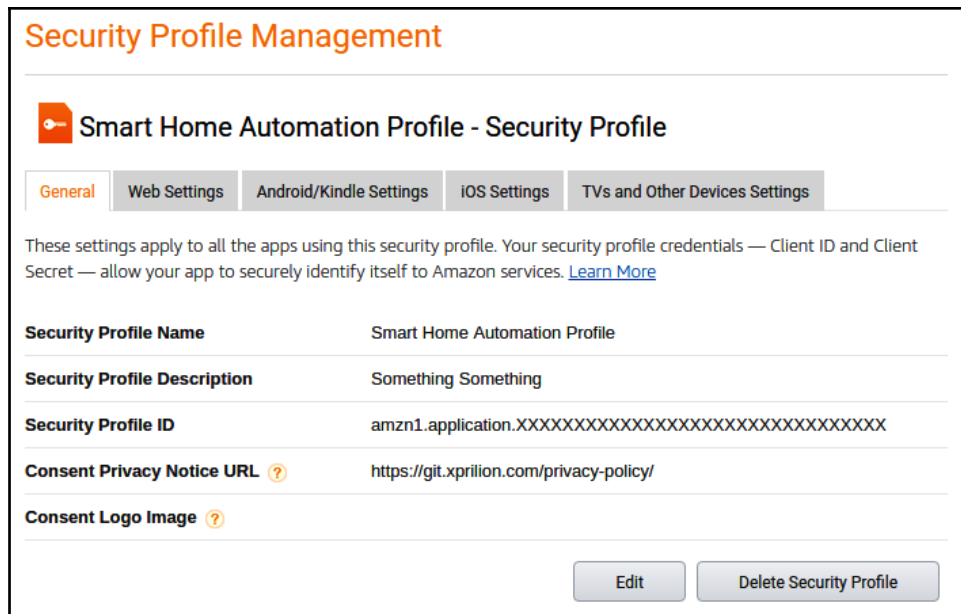 Security Profile Management
Smart Home Automation Profile - Security Profile
General Web Settings Android/Kindle Settings iOS Settings TVs and Other Devices Settings
These settings apply to all the apps using this security profile. Your security profile credentials — Client ID and Client
Secret — allow your app to securely identify itself to Amazon services. Learn More
Security Profile Name Smart Home Automation Profile
Security Profile Description Something Something
Security Profile ID amzn1.application.XXXXXXXXXXXXXXXXXXXXXXXXXXXXXXXX
Consent Privacy Notice URL ? https://git.xprilion.com/privacy-policy/
Consent Logo Image ?
Edit Delete Security Profile